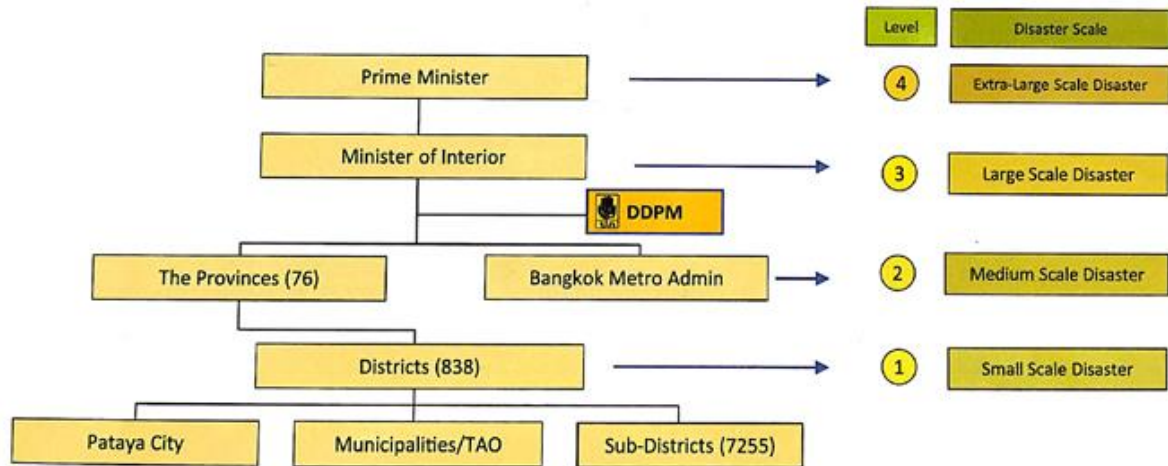 Level
Disaster Scale
Prime Minister
4
Extra-Large Scale Disaster
Minister of Interior
3
Large Scale Disaster
DDPM
The Provinces (76)
Bangkok Metro Admin
2
Medium Scale Disaster
Districts (838)
1
Small Scale Disaster
Pataya City
Municipalities/TAO
Sub-Districts (7255)